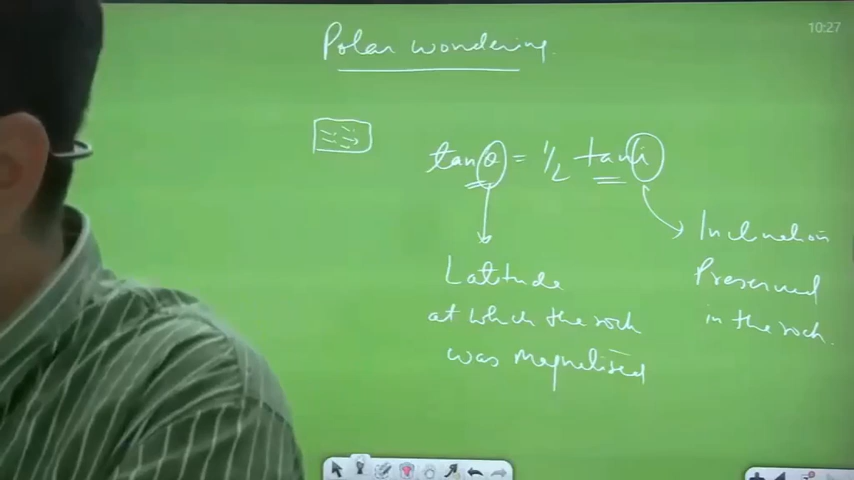 10:27
Polar wondering.
tan θ = 1/2 tan i
Inclination
Preserved
in the rock.
Latitude
at which the rock
was Magnetised